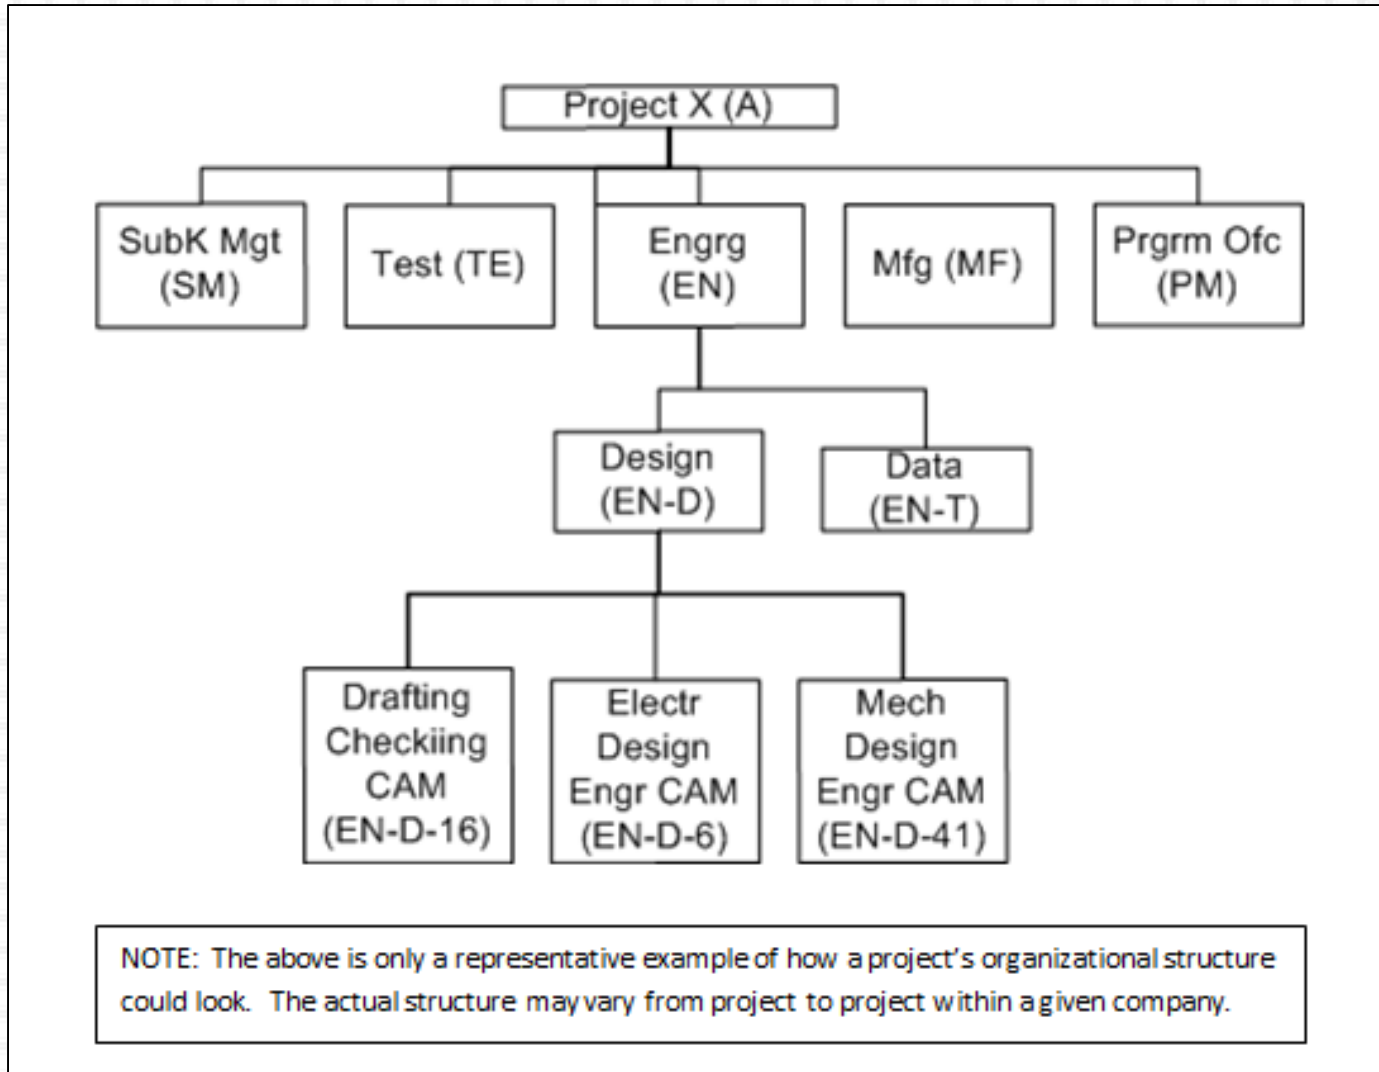 Project X (A)
SubK Mgt
(SM)
Test (TE)
Engrg
(EN)
Mfg (MF)
Prgrm Ofc
(PM)
Design
(EN-D)
Data
(EN-T)
Drafting
Checkiing
CAM
(EN-D-16)
Electr
Design
Engr CAM
(EN-D-6)
Mech
Design
Engr CAM
(EN-D-41)
NOTE: The above is only a representative example of how a project's organizational structure
could look. The actual structure may vary from project to project within a given company.